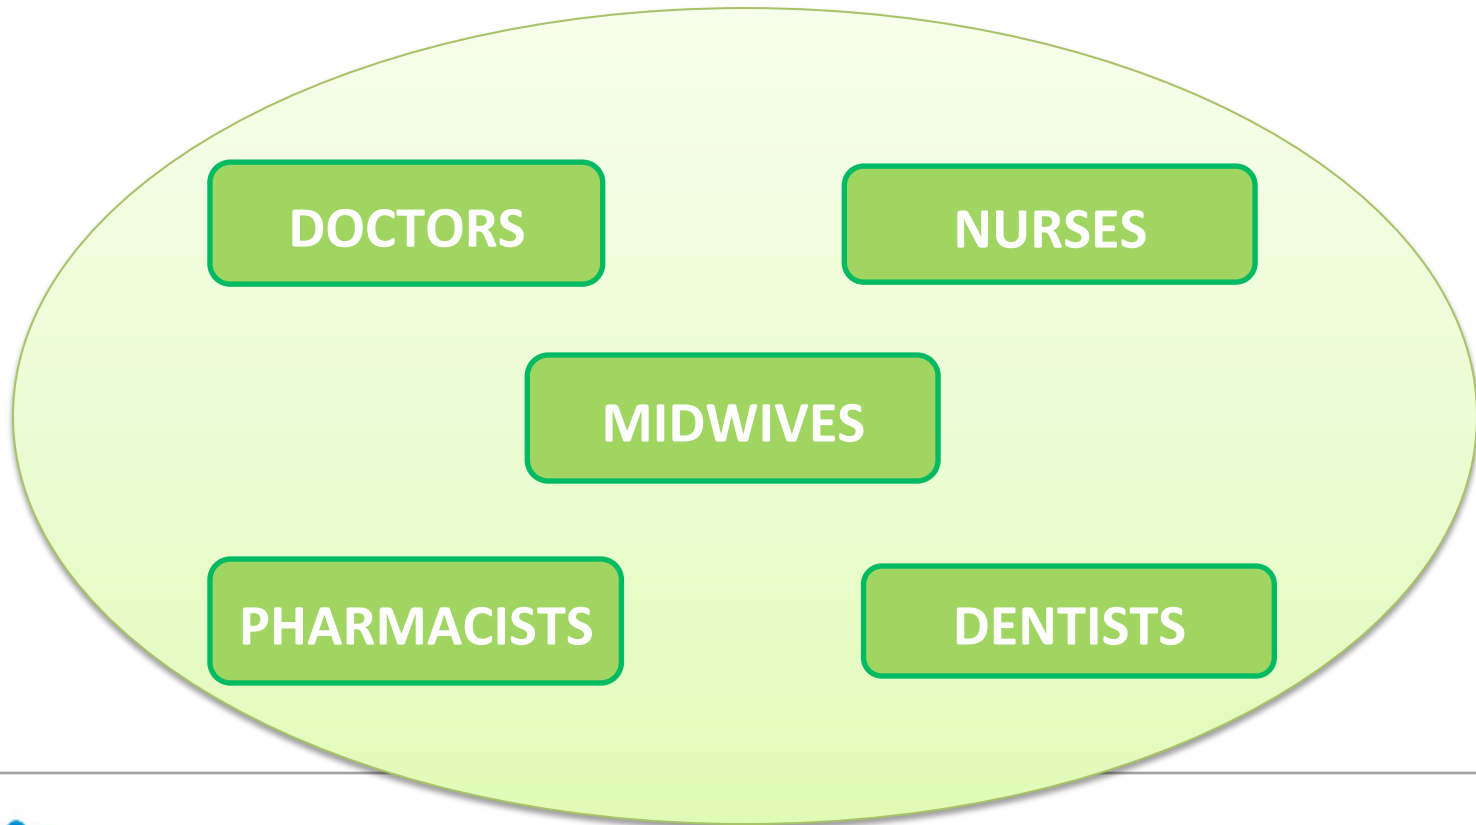 DOCTORS
NURSES
MIDWIVES
PHARMACISTS
DENTISTS